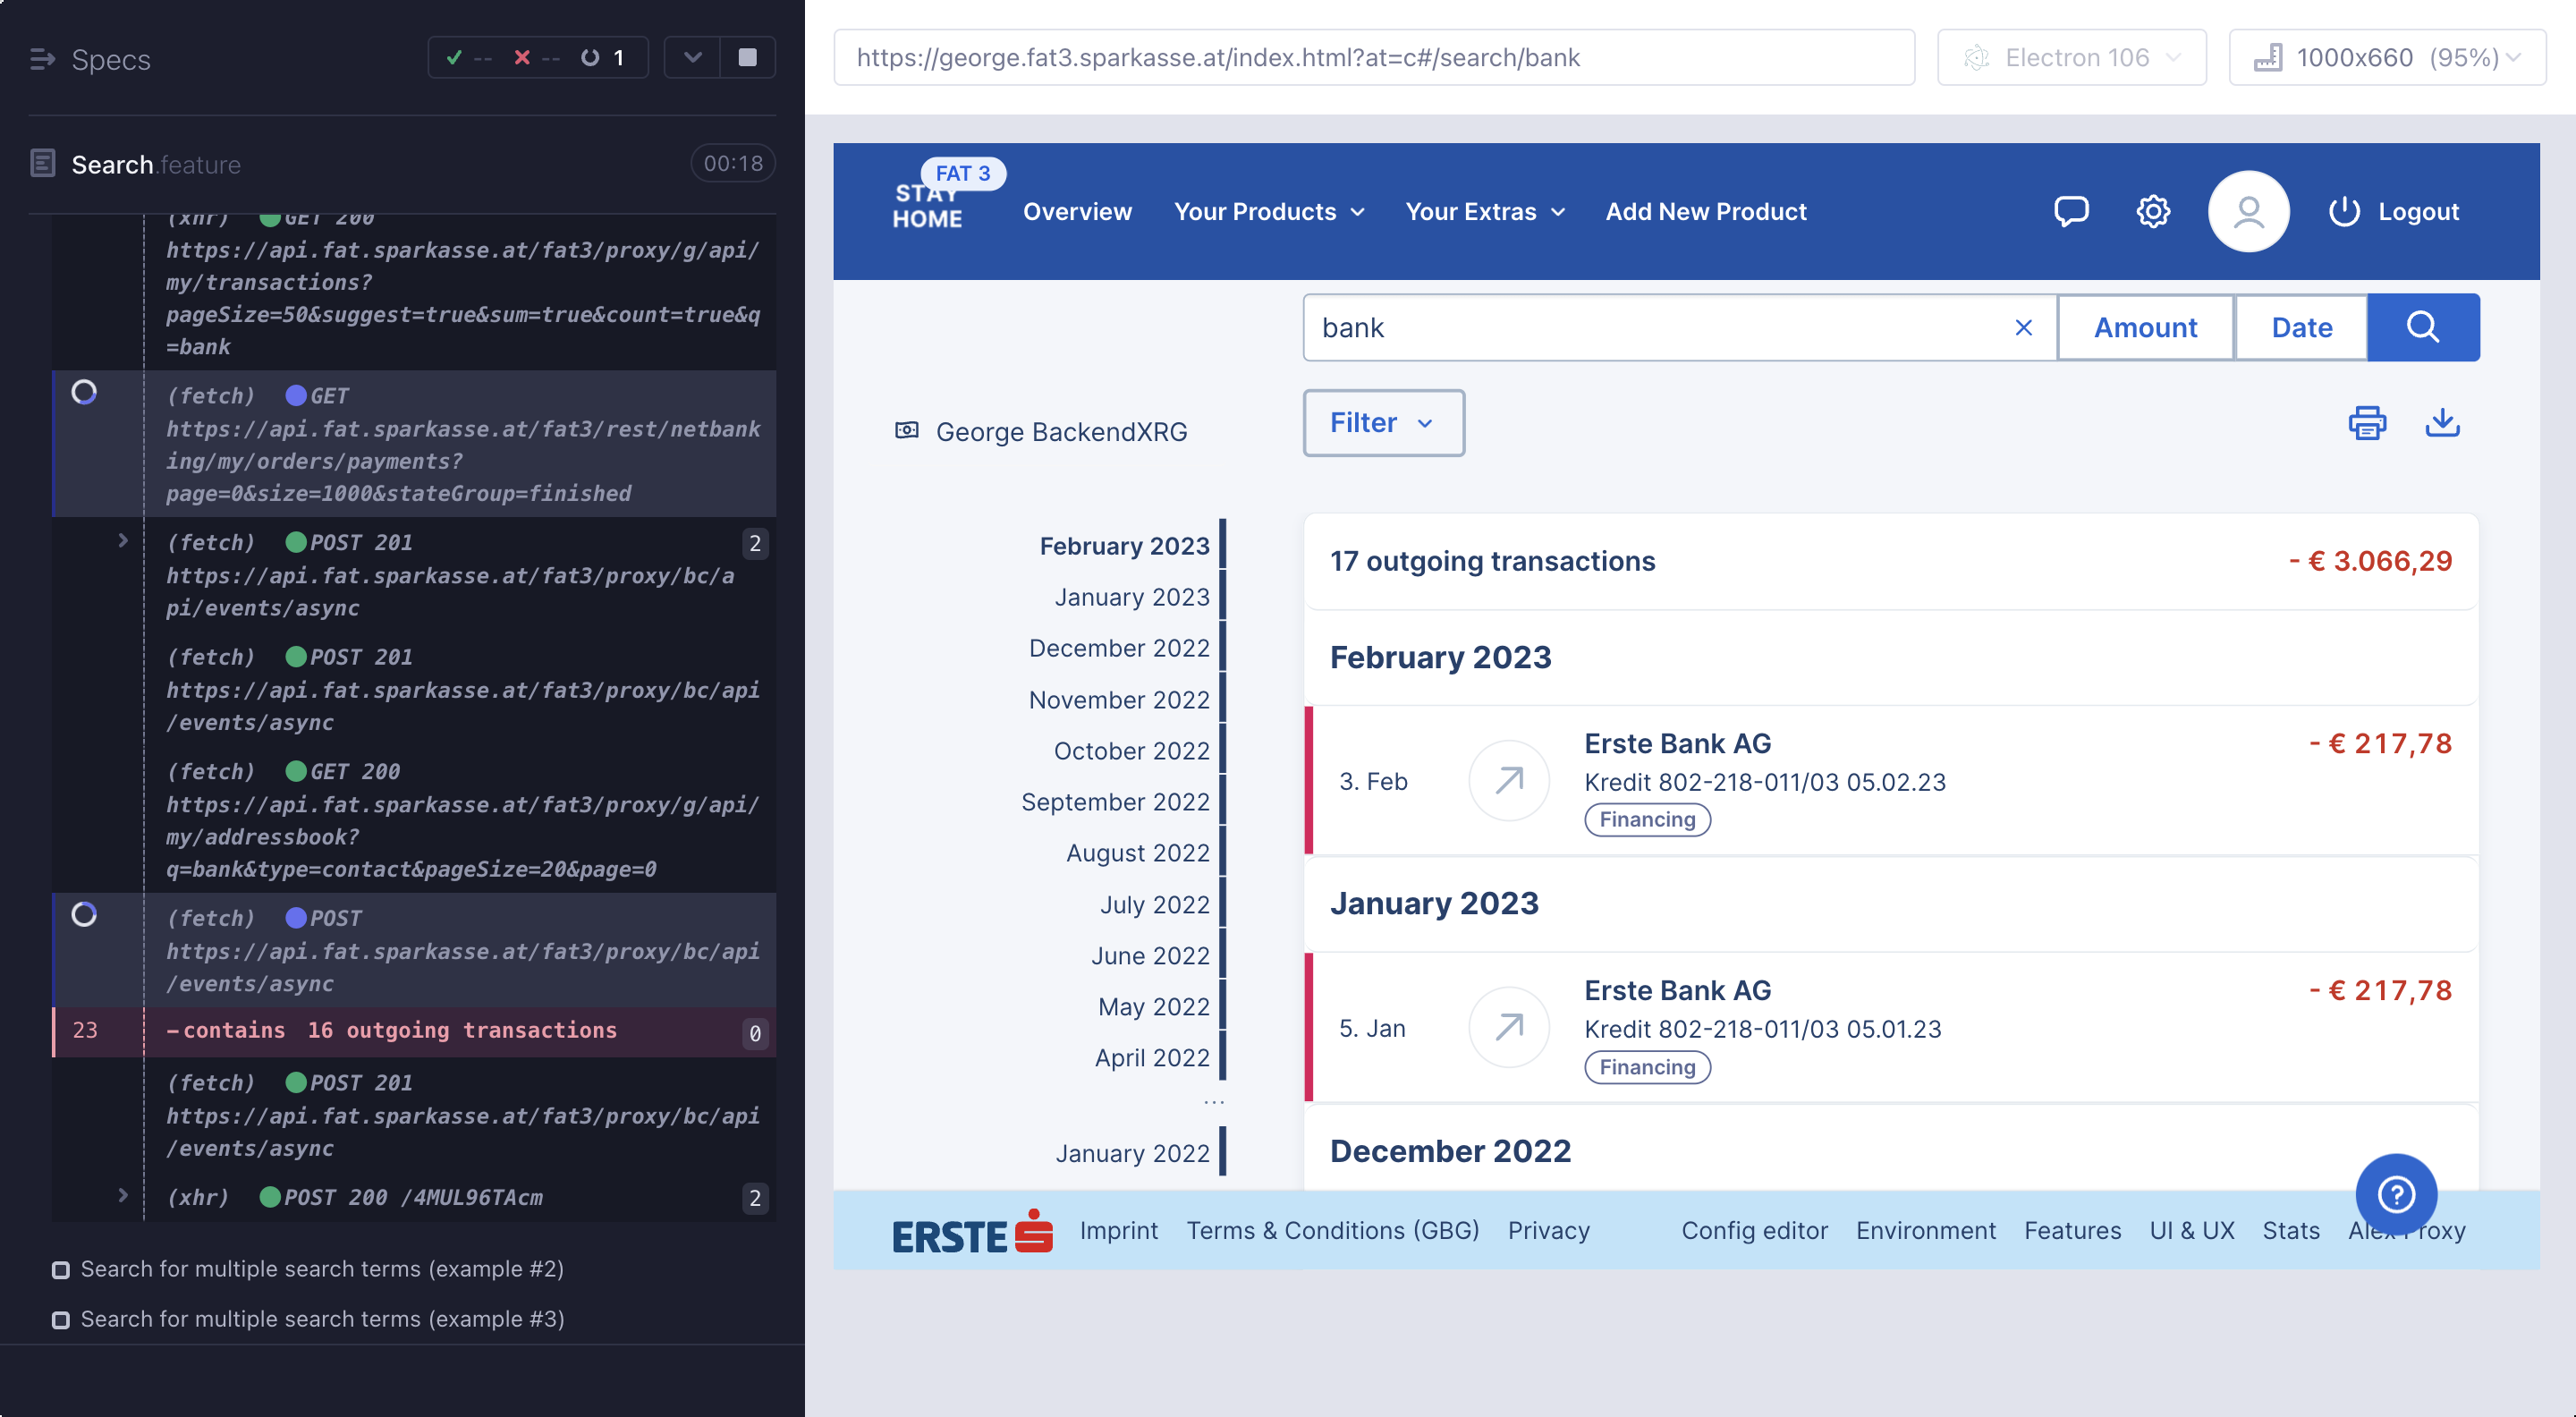 Specs
-- -- 1
Search.feature
00:18
(xhr) GET 200
https://api.fat.sparkasse.at/fat3/proxy/g/api/
my/transactions?
pageSize=50&suggest=true&sum=true&count=true&q
=bank
(fetch) GET
https://api.fat.sparkasse.at/fat3/rest/netbank
ing/my/orders/payments?
page=0&size=1000&stateGroup=finished
(fetch) POST 201 2
https://api.fat.sparkasse.at/fat3/proxy/bc/a
pi/events/async
(fetch) POST 201
https://api.fat.sparkasse.at/fat3/proxy/bc/api
/events/async
(fetch) GET 200
https://api.fat.sparkasse.at/fat3/proxy/g/api/
my/addressbook?
q=bank&type=contact&pageSize=20&page=0
(fetch) POST
https://api.fat.sparkasse.at/fat3/proxy/bc/api
/events/async
23 -contains 16 outgoing transactions 0
(fetch) POST 201
https://api.fat.sparkasse.at/fat3/proxy/bc/api
/events/async
(xhr) POST 200 /4MUL96TAcm 2
Search for multiple search terms (example #2)
Search for multiple search terms (example #3)
https://george.fat3.sparkasse.at/index.html?at=c#/search/bank
Electron 106
1000x660 (95%)
FAT 3
STAY
HOME
Overview Your Products Your Extras Add New Product Logout
bank Amount Date
George BackendXRG
Filter
February 2023
January 2023
December 2022
November 2022
October 2022
September 2022
August 2022
July 2022
June 2022
May 2022
April 2022
...
January 2022
17 outgoing transactions - € 3.066,29
February 2023
3. Feb Erste Bank AG - € 217,78
Kredit 802-218-011/03 05.02.23
Financing
January 2023
5. Jan Erste Bank AG - € 217,78
Kredit 802-218-011/03 05.01.23
Financing
December 2022
ERSTE Imprint Terms & Conditions (GBG) Privacy Config editor Environment Features UI & UX Stats